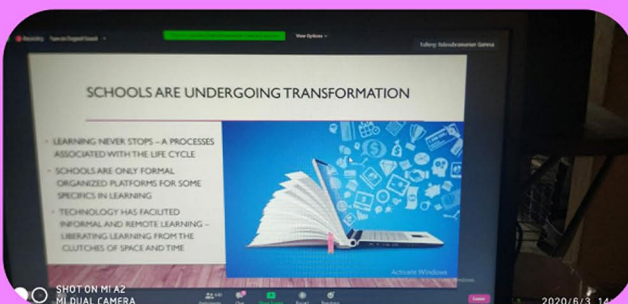 Recording
View Options
SCHOOLS ARE UNDERGOING TRANSFORMATION
• LEARNING NEVER STOPS – A PROCESSES
ASSOCIATED WITH THE LIFE CYCLE
• SCHOOLS ARE ONLY FORMAL
ORGANIZED PLATFORMS FOR SOME
SPECIFICS IN LEARNING
• TECHNOLOGY HAS FACILITED
INFORMAL AND REMOTE LEARNING –
LIBERATING LEARNING FROM THE
CLUTCHES OF SPACE AND TIME
Activate Windows
SHOT ON MI A2
MI DUAL CAMERA
2020/6/3 14